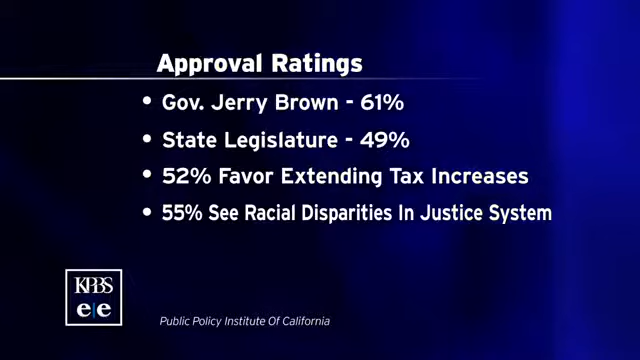 Approval Ratings
• Gov. Jerry Brown - 61%
• State Legislature - 49%
• 52% Favor Extending Tax Increases
• 55% See Racial Disparities In Justice System
KPBS
e|e
Public Policy Institute Of California